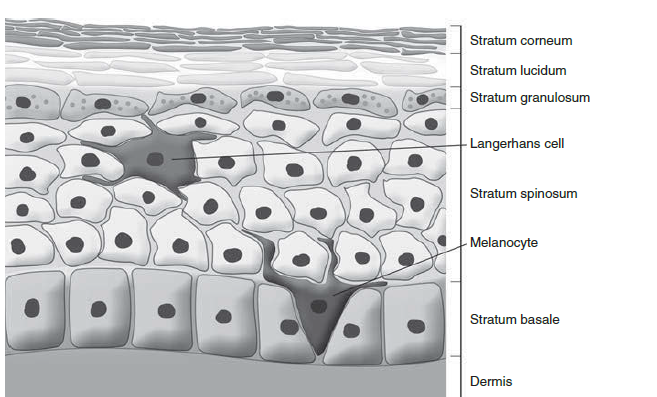 Stratum corneum
Stratum lucidum
Stratum granulosum
Langerhans cell
Stratum spinosum
Melanocyte
Stratum basale
Dermis